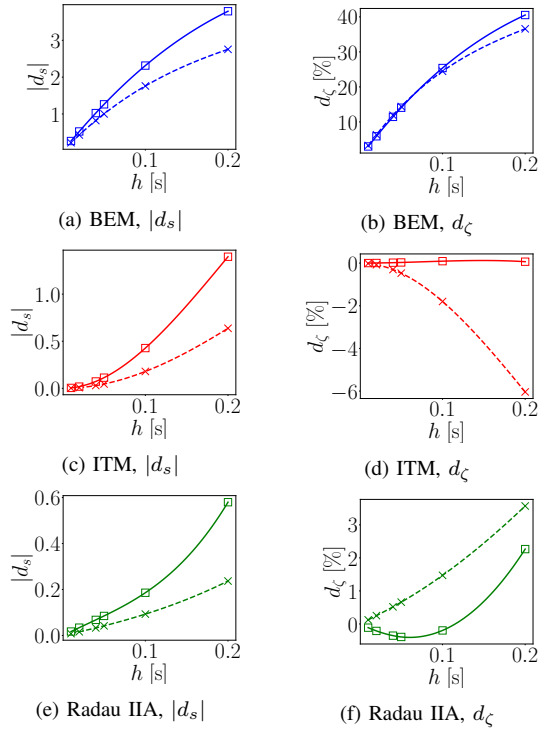 3
2
1
|d_s|
0.1
0.2
h [s]
(a) BEM, |d_s|
40
30
20
10
d_ζ [%]
0.1
0.2
h [s]
(b) BEM, d_ζ
1.0
0.5
0.0
|d_s|
0.1
0.2
h [s]
(c) ITM, |d_s|
0
−2
−4
−6
d_ζ [%]
0.1
0.2
h [s]
(d) ITM, d_ζ
0.6
0.4
0.2
0.0
|d_s|
0.1
0.2
h [s]
(e) Radau IIA, |d_s|
3
2
1
0
d_ζ [%]
0.1
0.2
h [s]
(f) Radau IIA, d_ζ